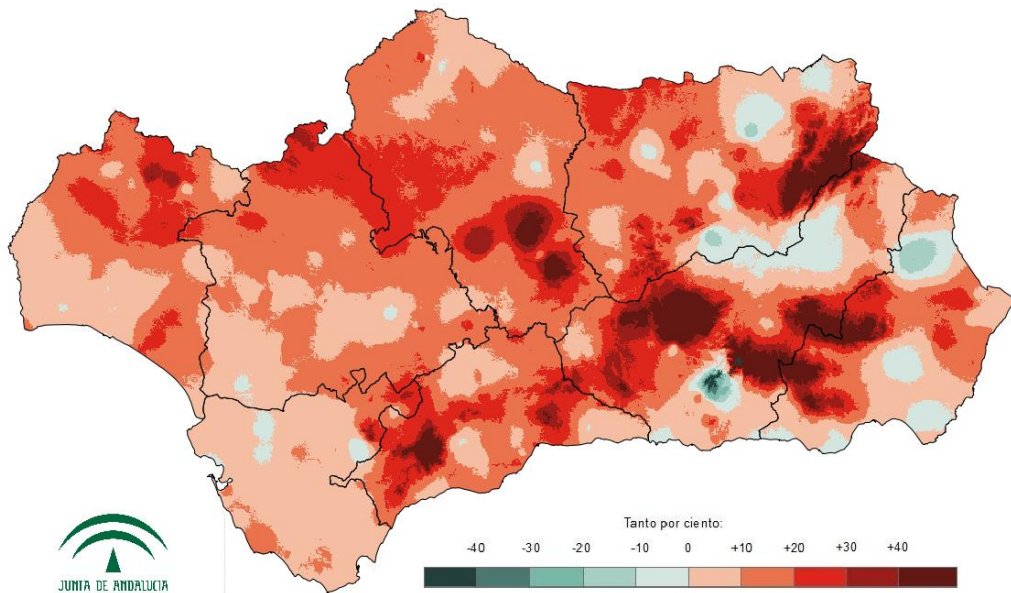 Tanto por ciento:
-40 -30 -20 -10 0 +10 +20 +30 +40
JUNTA DE ANDALUCIA